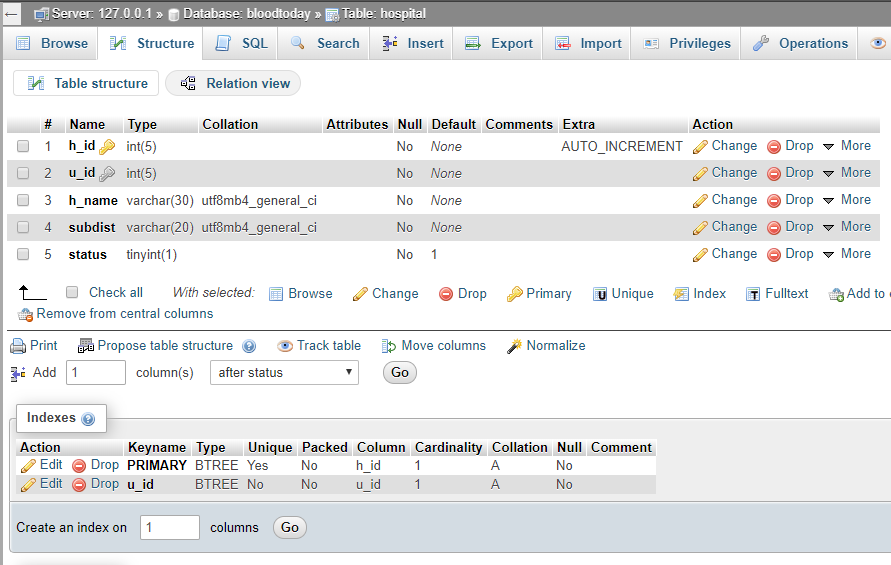 Server: 127.0.0.1 » Database: bloodtoday » Table: hospital
Browse Structure SQL Search Insert Export Import Privileges Operations
Table structure Relation view
# Name Type Collation Attributes Null Default Comments Extra Action
1 h_id int(5) No None AUTO_INCREMENT Change Drop More
2 u_id int(5) No None Change Drop More
3 h_name varchar(30) utf8mb4_general_ci No None Change Drop More
4 subdist varchar(20) utf8mb4_general_ci No None Change Drop More
5 status tinyint(1) No 1 Change Drop More
Check all With selected: Browse Change Drop Primary Unique Index Fulltext Add to
Remove from central columns
Print Propose table structure Track table Move columns Normalize
Add 1 column(s) after status Go
Indexes
Action Keyname Type Unique Packed Column Cardinality Collation Null Comment
Edit Drop PRIMARY BTREE Yes No h_id 1 A No
Edit Drop u_id BTREE No No u_id 1 A No
Create an index on 1 columns Go